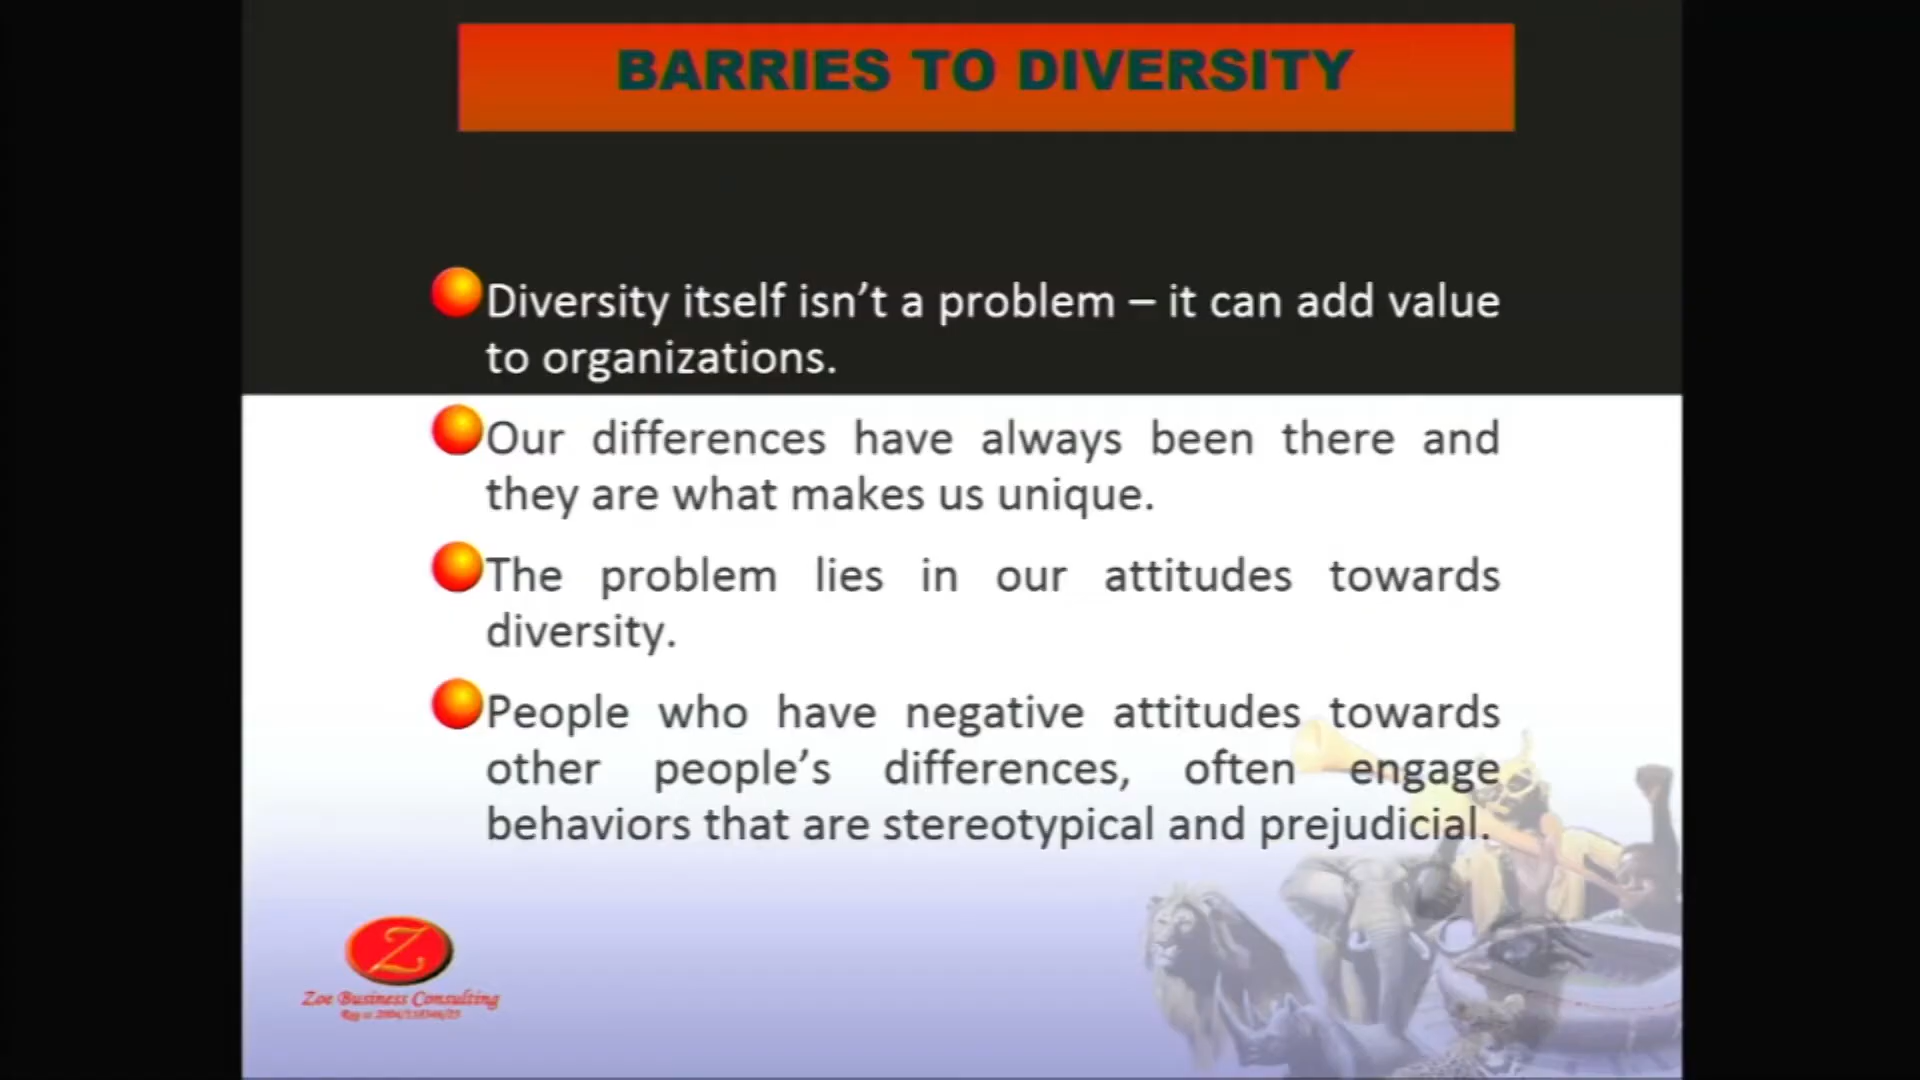 BARRIES TO DIVERSITY
Diversity itself isn’t a problem – it can add value
to organizations.
Our differences have always been there and
they are what makes us unique.
The problem lies in our attitudes towards
diversity.
People who have negative attitudes towards
other people’s differences, often engage
behaviors that are stereotypical and prejudicial.
Z
Zoe Business Consulting